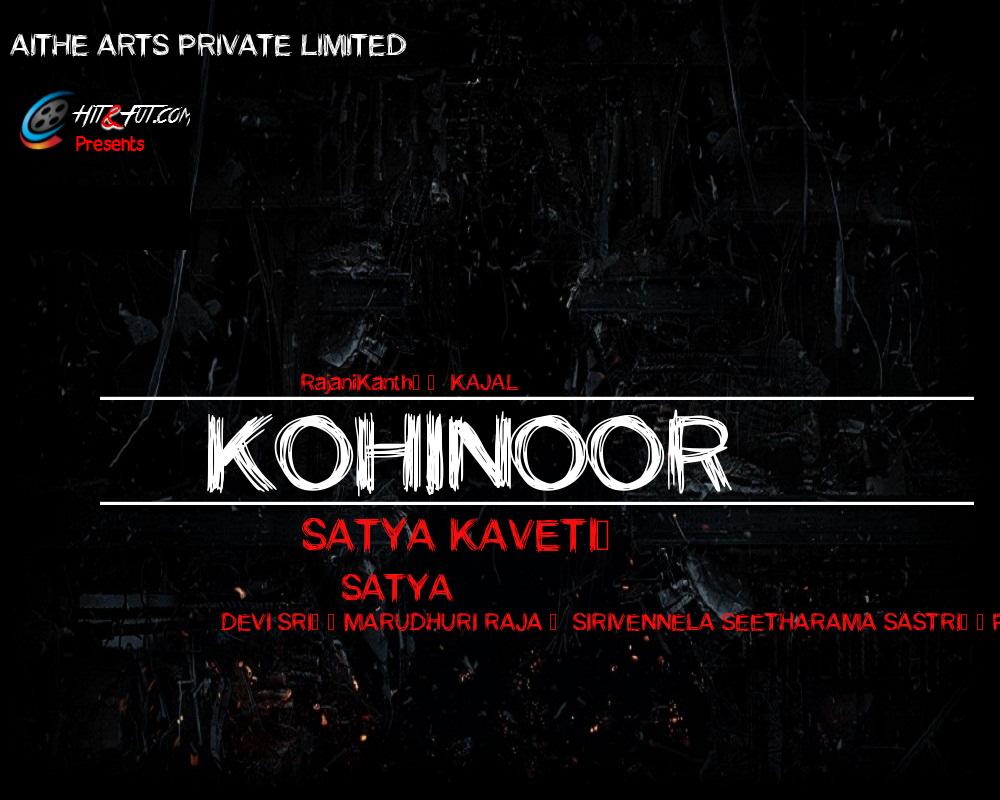 AITHE ARTS PRIVATE LIMITED
HIT&FUT.COM
Presents
RajaniKanth KAJAL
KOHINOOR
SATYA KAVETI
SATYA
DEVI SRI MARUDHURI RAJA SIRIVENNELA SEETHARAMA SASTRI